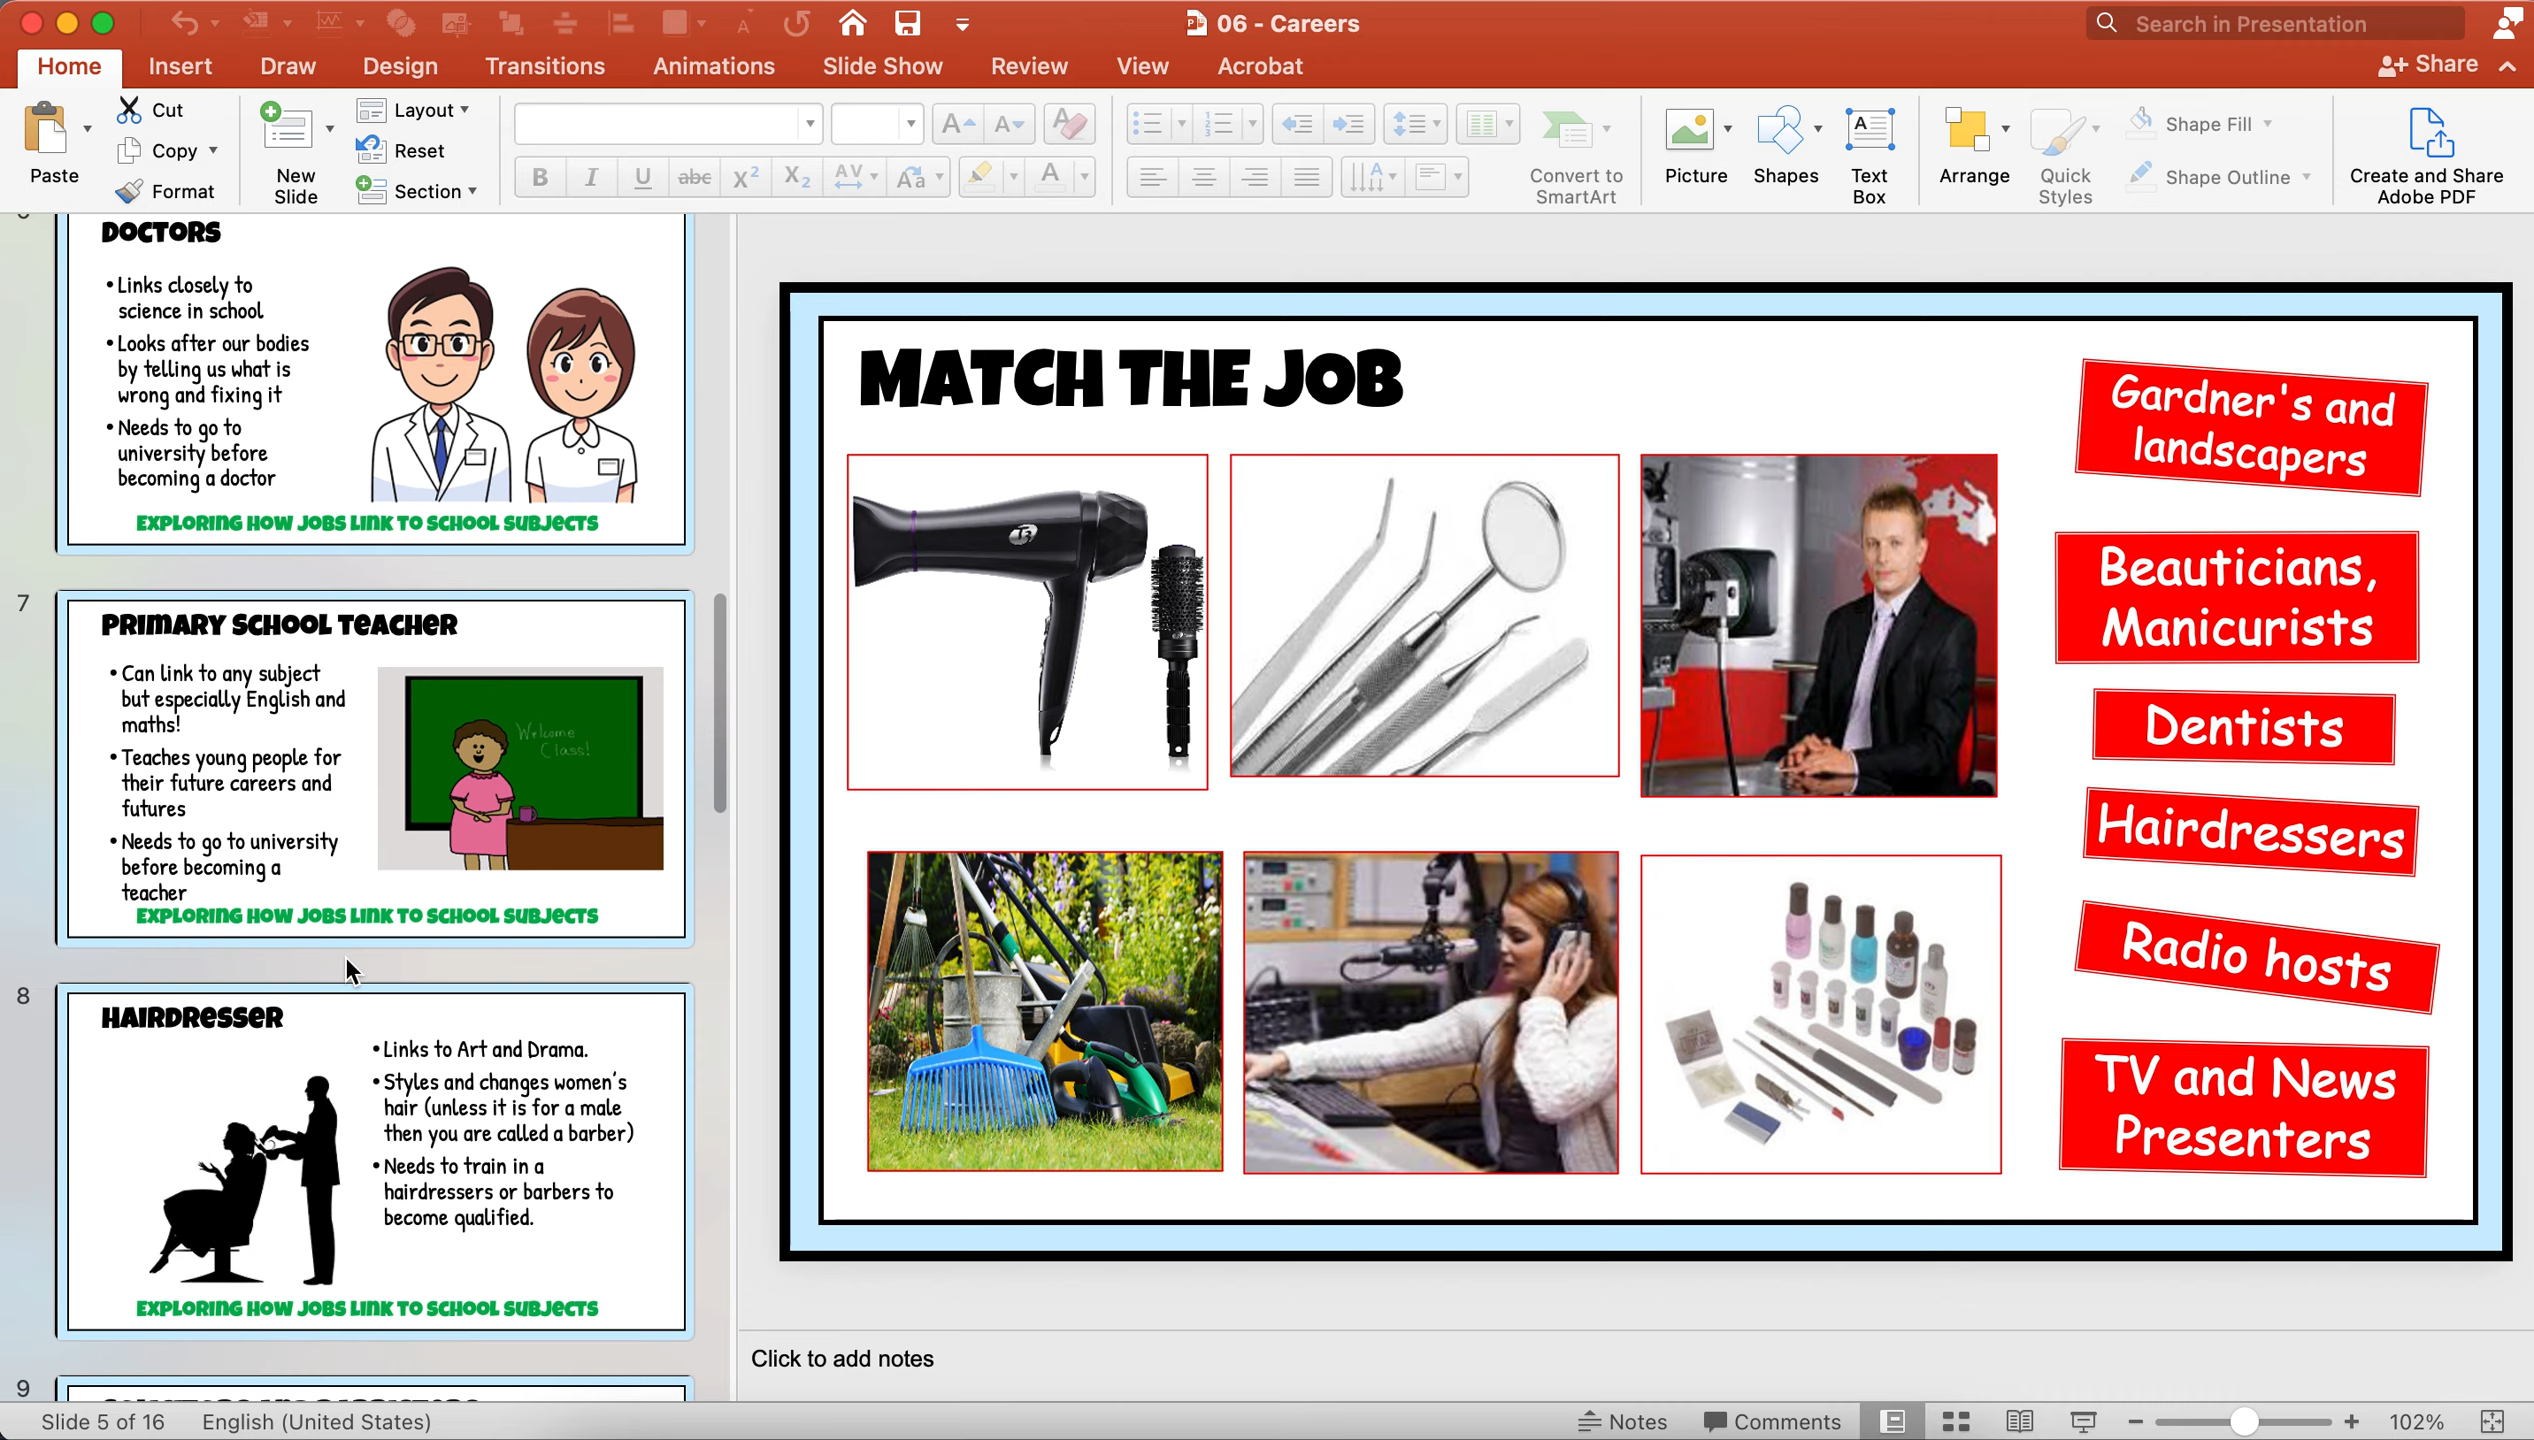 06 - Careers
Search in Presentation
Home
Insert
Draw
Design
Transitions
Animations
Slide Show
Review
View
Acrobat
Share
Paste
Cut
Copy
Format
New
Slide
Layout
Reset
Section
B I U abc X² X₂ AV Aa A
Convert to
SmartArt
Picture
Shapes
Text
Box
Arrange
Quick
Styles
Shape Fill
Shape Outline
Create and Share
Adobe PDF
DOCTORS
• Links closely to
science in school
• Looks after our bodies
by telling us what is
wrong and fixing it
• Needs to go to
university before
becoming a doctor
EXPLORING HOW JOBS LINK TO SCHOOL SUBJECTS
7
PRIMARY SCHOOL TEACHER
• Can link to any subject
but especially English and
maths!
• Teaches young people for
their future careers and
futures
• Needs to go to university
before becoming a
teacher
Welcome
Class!
EXPLORING HOW JOBS LINK TO SCHOOL SUBJECTS
8
HAIRDRESSER
• Links to Art and Drama.
• Styles and changes women's
hair (unless it is for a male
then you are called a barber)
• Needs to train in a
hairdressers or barbers to
become qualified.
EXPLORING HOW JOBS LINK TO SCHOOL SUBJECTS
9
MATCH THE JOB
T3
Gardner's and
landscapers
Beauticians,
Manicurists
Dentists
Hairdressers
Radio hosts
TV and News
Presenters
Click to add notes
Slide 5 of 16
English (United States)
Notes
Comments
102%